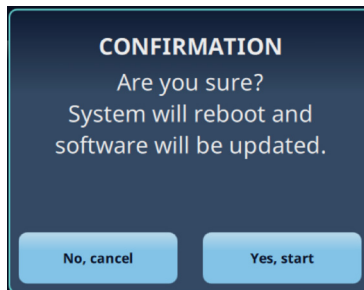 CONFIRMATION
Are you sure?
System will reboot and
software will be updated.
No, cancel
Yes, start